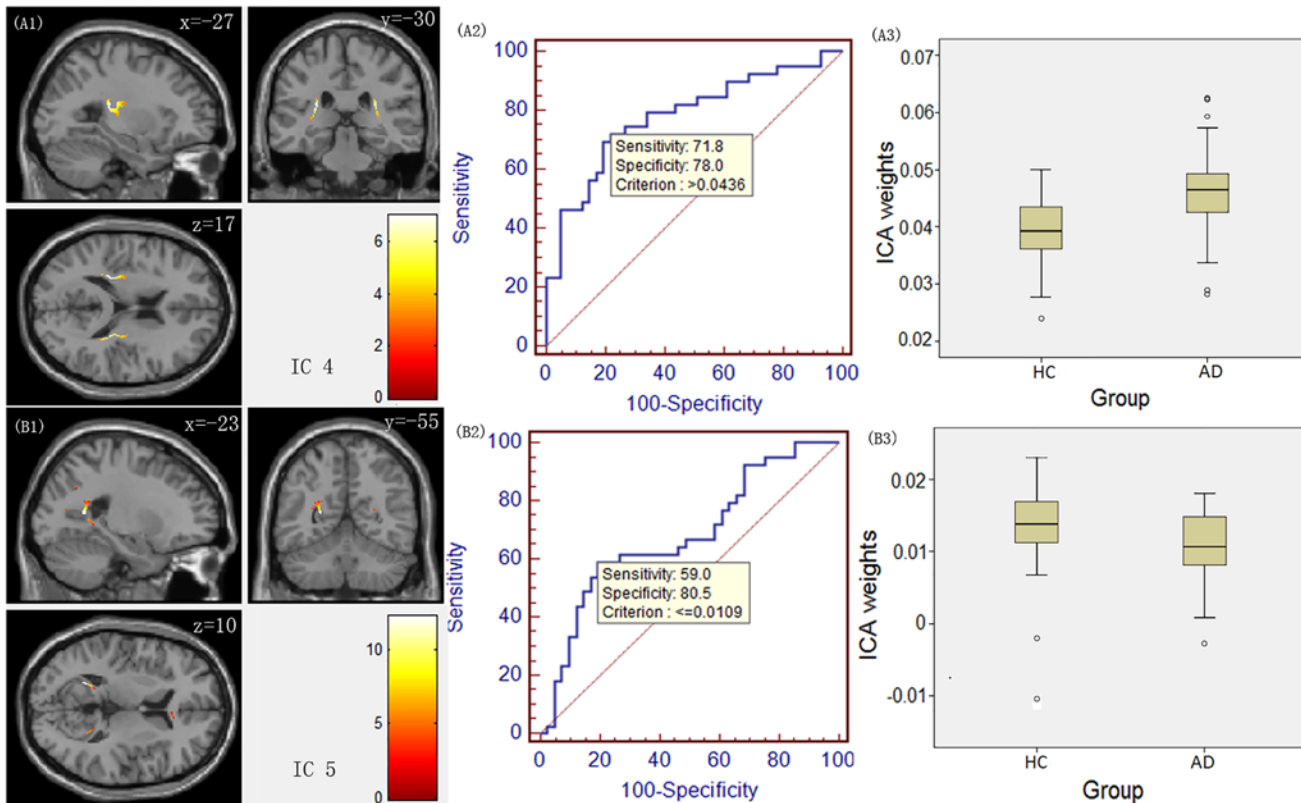 (A1)
x=-27
y=-30
z=17
6
4
2
0
IC 4
(A2)
Sensitivity
100
80
60
40
20
0
Sensitivity: 71.8
Specificity: 78.0
Criterion : >0.0436
0 20 40 60 80 100
100-Specificity
(A3)
ICA weights
0.07
0.06
0.05
0.04
0.03
0.02
HC AD
Group
(B1)
x=-23
y=-55
z=10
10
5
0
IC 5
(B2)
Sensitivity
100
80
60
40
20
0
Sensitivity: 59.0
Specificity: 80.5
Criterion : <=0.0109
0 20 40 60 80 100
100-Specificity
(B3)
ICA weights
0.02
0.01
0
-0.01
HC AD
Group